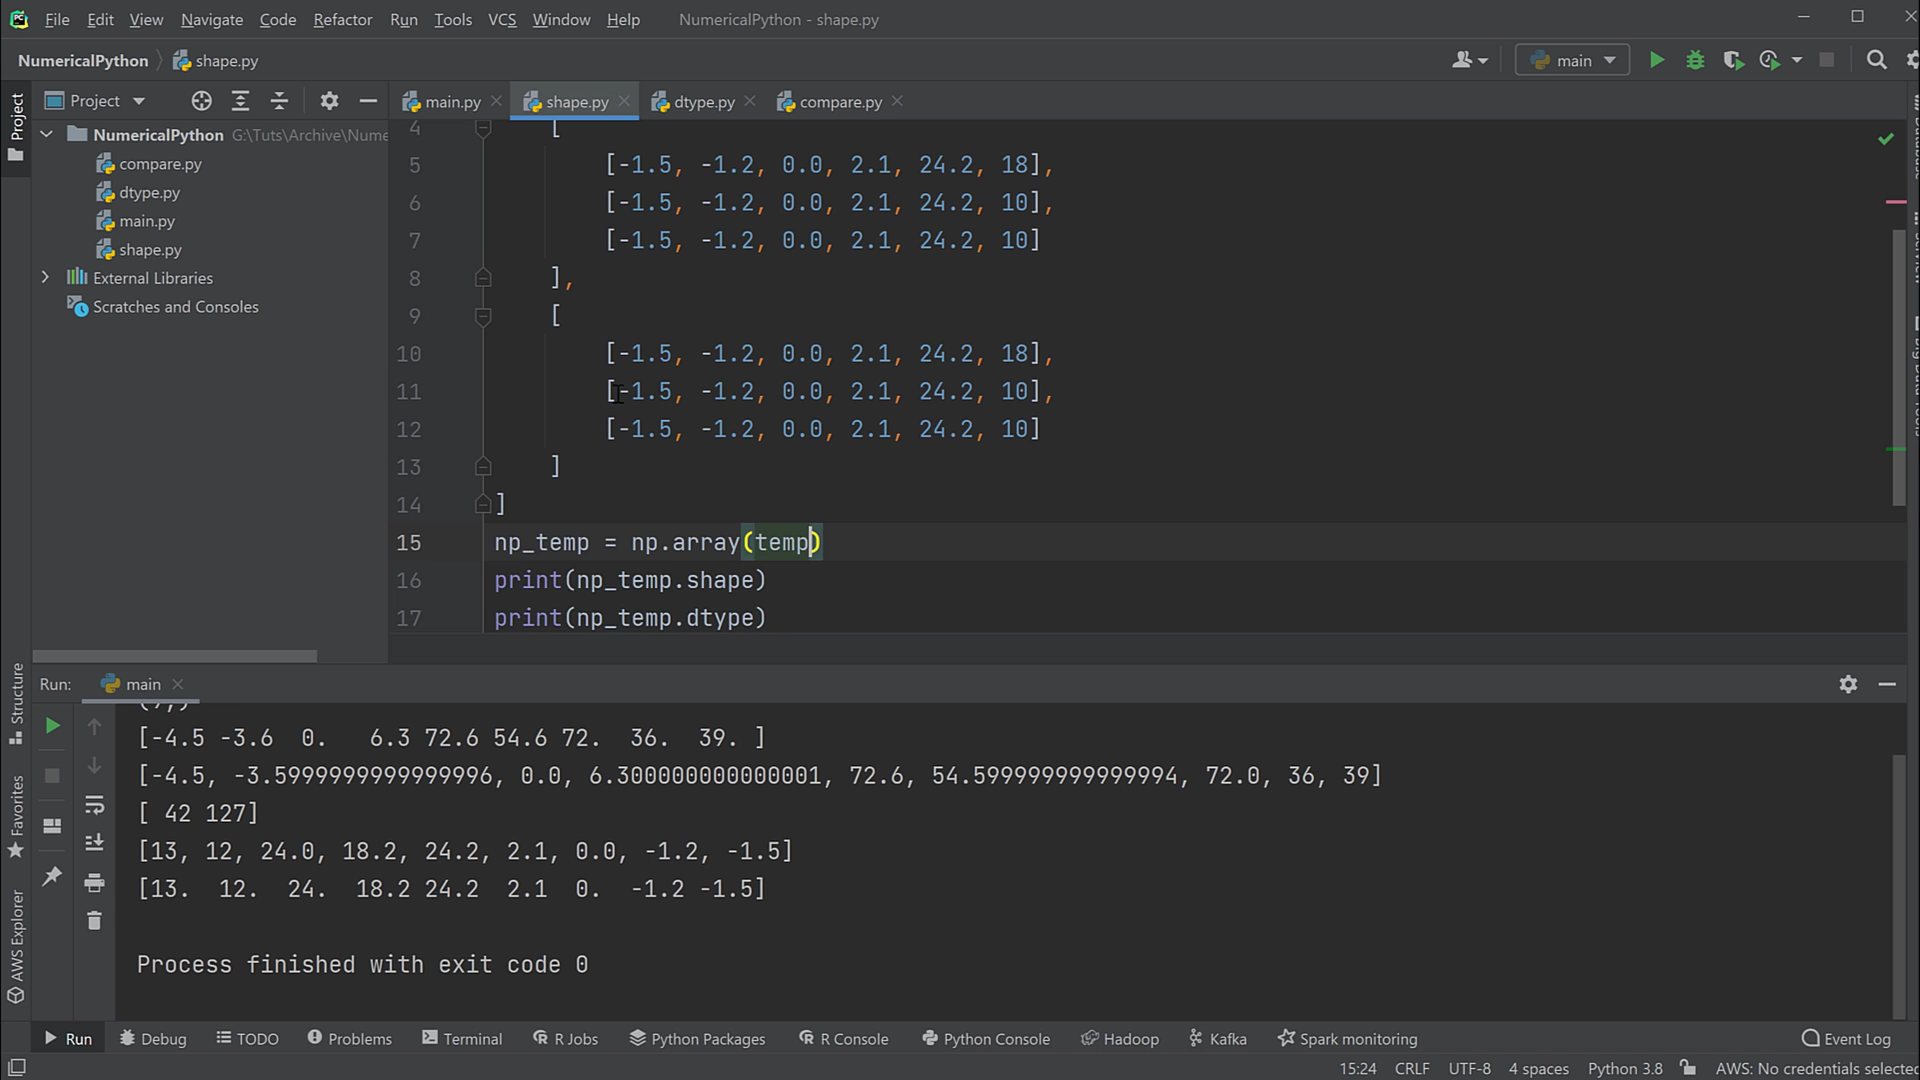 File Edit View Navigate Code Refactor Run Tools VCS Window Help NumericalPython - shape.py
NumericalPython shape.py main
Project
Project
main.py shape.py dtype.py compare.py
NumericalPython G:\Tuts\Archive\Nume
compare.py
dtype.py
main.py
shape.py
External Libraries
Scratches and Consoles
4 [
5 [-1.5, -1.2, 0.0, 2.1, 24.2, 18],
6 [-1.5, -1.2, 0.0, 2.1, 24.2, 10],
7 [-1.5, -1.2, 0.0, 2.1, 24.2, 10]
8 ],
9 [
10 [-1.5, -1.2, 0.0, 2.1, 24.2, 18],
11 [-1.5, -1.2, 0.0, 2.1, 24.2, 10],
12 [-1.5, -1.2, 0.0, 2.1, 24.2, 10]
13 ]
14 ]
15 np_temp = np.array(temp)
16 print(np_temp.shape)
17 print(np_temp.dtype)
Structure
Favorites
AWS Explorer
Run: main
[-4.5 -3.6 0. 6.3 72.6 54.6 72. 36. 39. ]
[-4.5, -3.5999999999999996, 0.0, 6.300000000000001, 72.6, 54.599999999999994, 72.0, 36, 39]
[ 42 127]
[13, 12, 24.0, 18.2, 24.2, 2.1, 0.0, -1.2, -1.5]
[13. 12. 24. 18.2 24.2 2.1 0. -1.2 -1.5]
Process finished with exit code 0
Run Debug TODO Problems Terminal R Jobs Python Packages R Console Python Console Hadoop Kafka Spark monitoring Event Log
15:24 CRLF UTF-8 4 spaces Python 3.8 AWS: No credentials selected